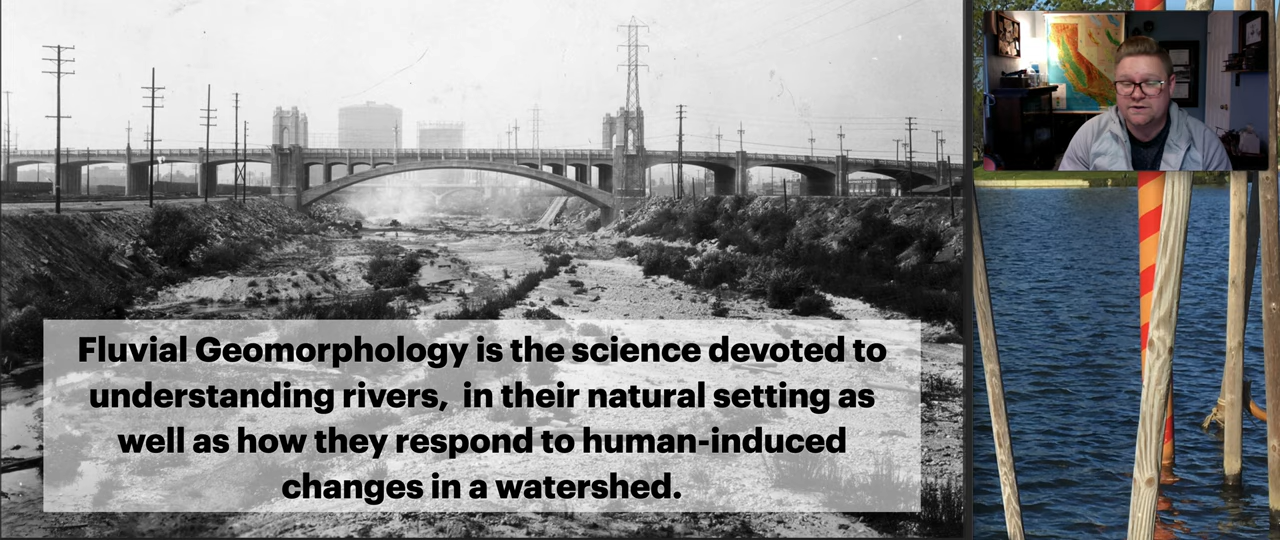 Fluvial Geomorphology is the science devoted to
understanding rivers,  in their natural setting as
well as how they respond to human-induced
changes in a watershed.